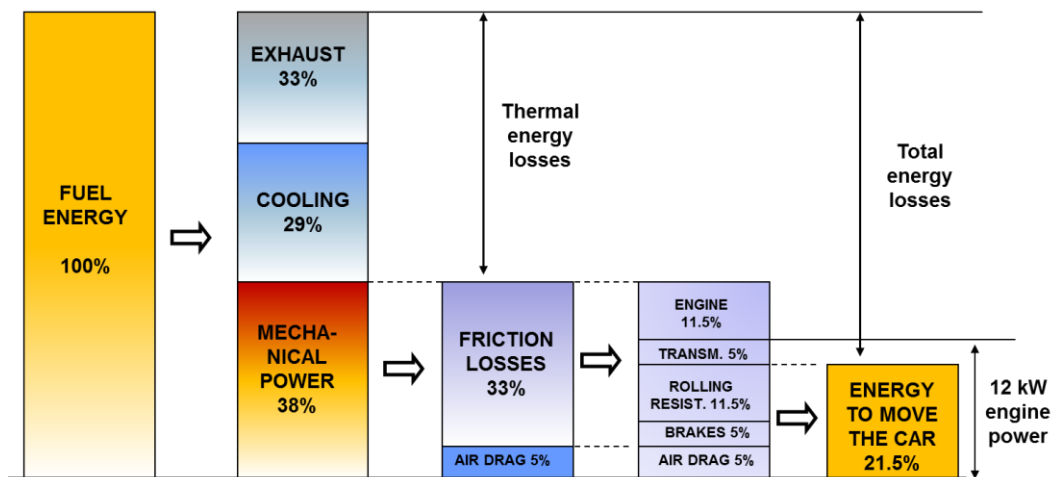 FUEL
ENERGY
100%
EXHAUST
33%
COOLING
29%
MECHA-
NICAL
POWER
38%
Thermal
energy
losses
FRICTION
LOSSES
33%
AIR DRAG 5%
ENGINE
11.5%
TRANSM. 5%
ROLLING
RESIST. 11.5%
BRAKES 5%
AIR DRAG 5%
Total
energy
losses
ENERGY
TO MOVE
THE CAR
21.5%
12 kW
engine
power